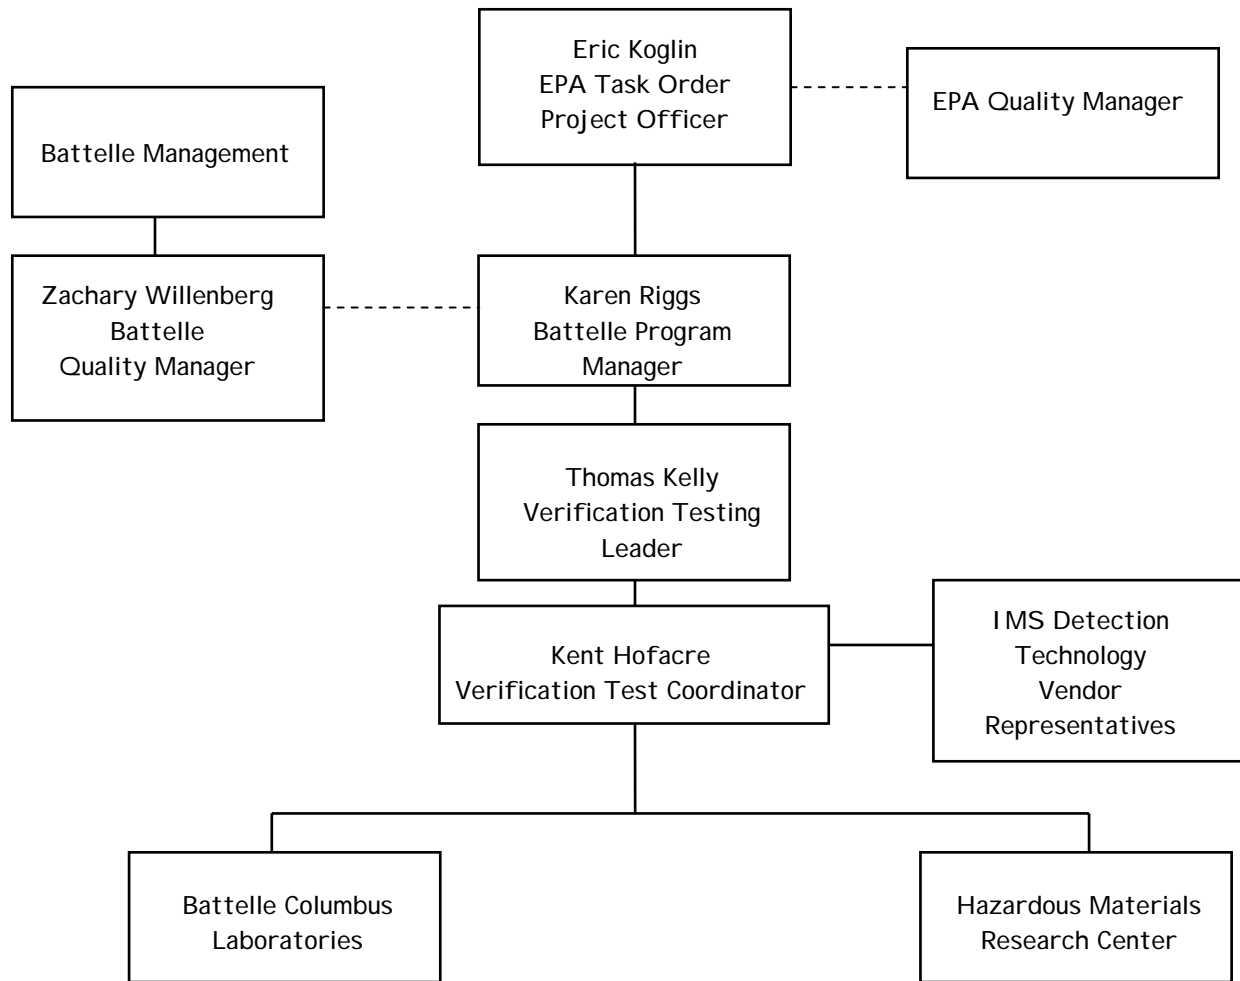 Eric Koglin
EPA Task Order
Project Officer
EPA Quality Manager
Battelle Management
Zachary Willenberg
Battelle
Quality Manager
Karen Riggs
Battelle Program
Manager
Thomas Kelly
Verification Testing
Leader
Kent Hofacre
Verification Test Coordinator
IMS Detection
Technology
Vendor
Representatives
Battelle Columbus
Laboratories
Hazardous Materials
Research Center